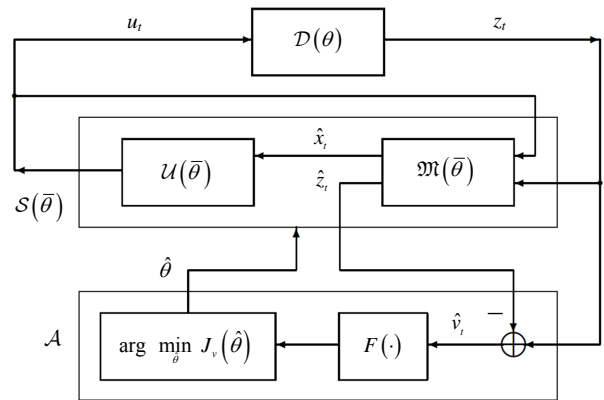 u_t
𝒟(θ)
z_t
x̂_t
𝒰(θ̄)
𝔐(θ̄)
ẑ_t
𝒮(θ̄)
θ̂
𝒜
arg min_θ̂ J_v(θ̂)
F(·)
v̂_t
−